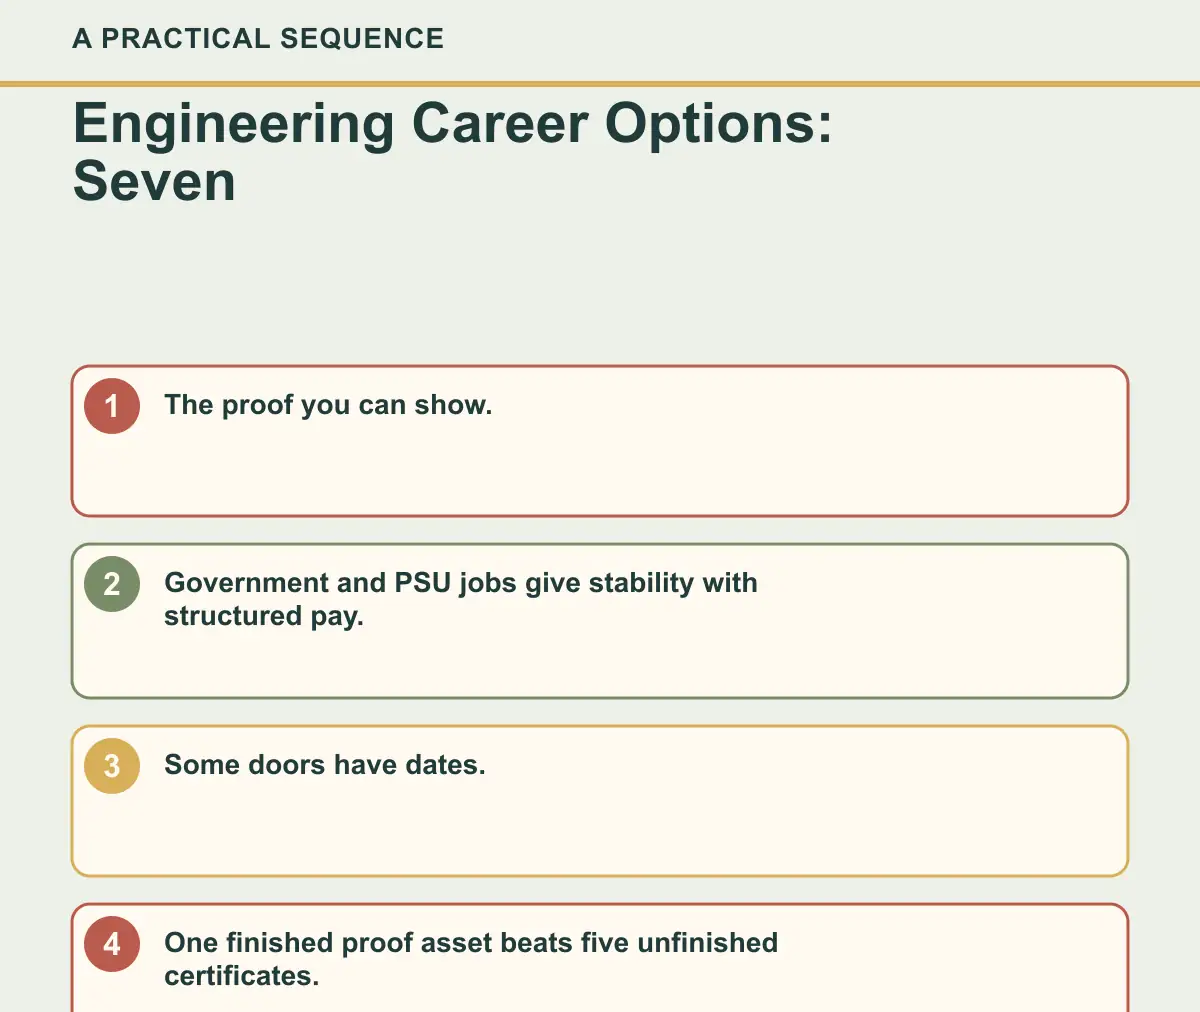 A PRACTICAL SEQUENCE
Engineering Career Options:
Seven
1
The proof you can show.
2
Government and PSU jobs give stability with
structured pay.
3
Some doors have dates.
4
One finished proof asset beats five unfinished
certificates.